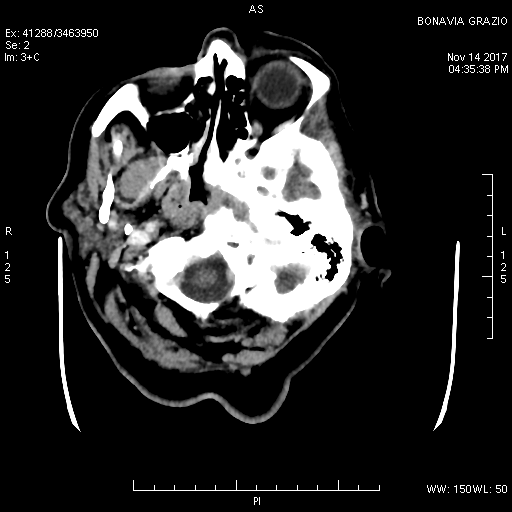 AS
Ex: 41288/3463950
Se: 2
Im: 3+C
BONAVIA GRAZIO
Nov 14 2017
04:35:38 PM
R
1
2
5
L
1
2
5
WW: 150WL: 50
PI